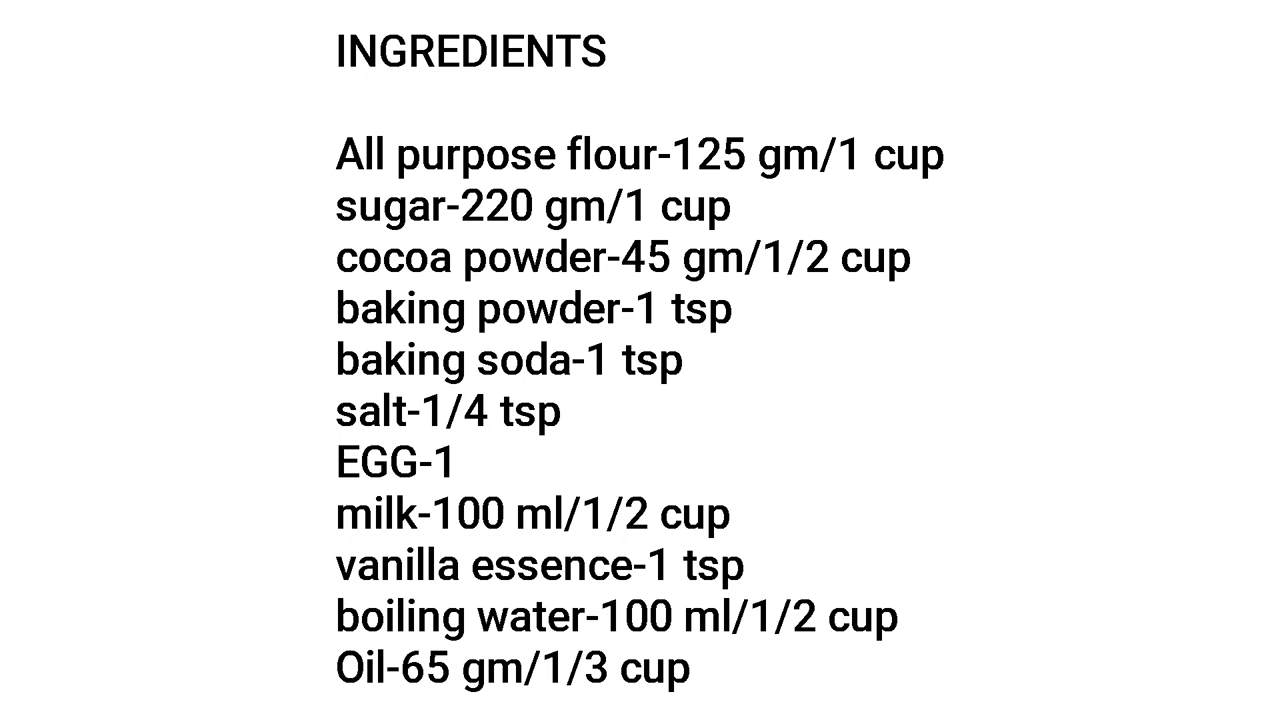 INGREDIENTS
All purpose flour-125 gm/1 cup
sugar-220 gm/1 cup
cocoa powder-45 gm/1/2 cup
baking powder-1 tsp
baking soda-1 tsp
salt-1/4 tsp
EGG-1
milk-100 ml/1/2 cup
vanilla essence-1 tsp
boiling water-100 ml/1/2 cup
Oil-65 gm/1/3 cup